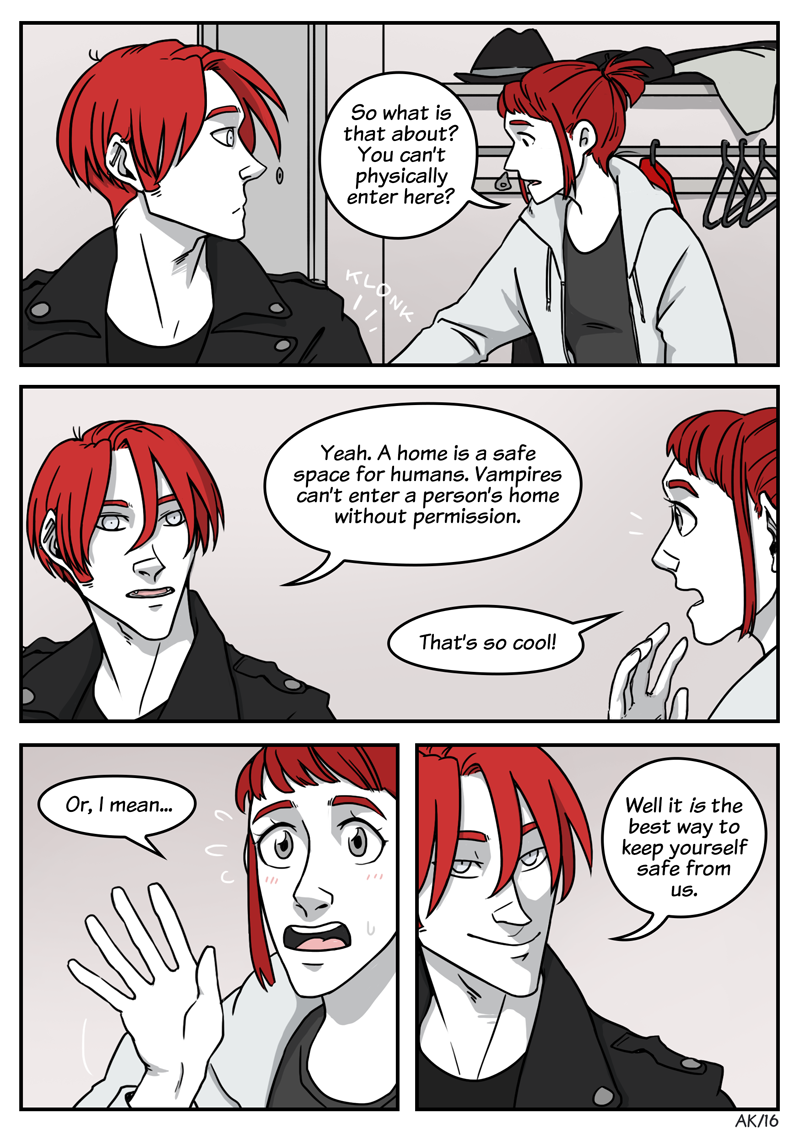 So what is
that about?
You can't
physically
enter here?
KLONK
Yeah. A home is a safe
space for humans. Vampires
can't enter a person's home
without permission.
That's so cool!
Or, I mean...
Well it is the
best way to
keep yourself
safe from
us.
AK/16